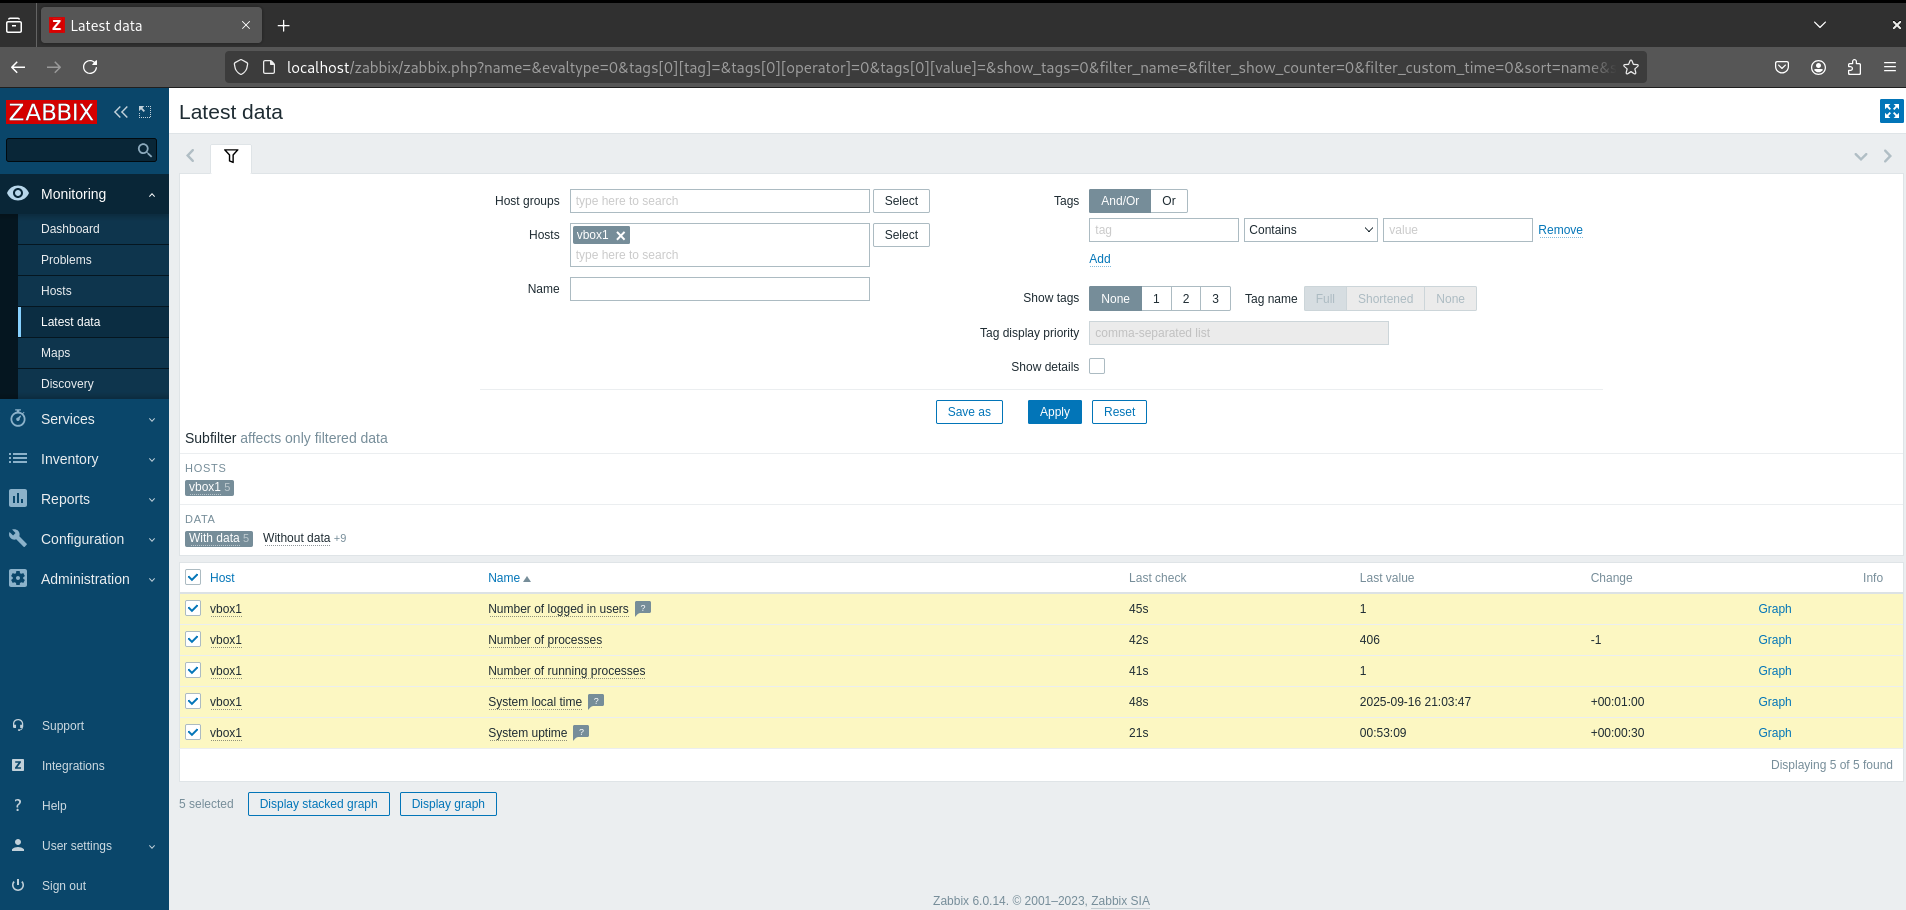 Latest data
localhost/zabbix/zabbix.php?name=&evaltype=0&tags[0][tag]=&tags[0][operator]=0&tags[0][value]=&show_tags=0&filter_name=&filter_show_counter=0&filter_custom_time=0&sort=name&
ZABBIX
Monitoring
Dashboard
Problems
Hosts
Latest data
Maps
Discovery
Services
Inventory
Reports
Configuration
Administration
Support
Integrations
Help
User settings
Sign out
Latest data
Host groups type here to search Select
Hosts vbox1 Select
type here to search
Name
Tags And/Or Or
tag Contains value Remove
Add
Show tags None 1 2 3 Tag name Full Shortened None
Tag display priority comma-separated list
Show details
Save as Apply Reset
Subfilter affects only filtered data
HOSTS
vbox1 5
DATA
With data 5 Without data +9
Host Name Last check Last value Change Info
vbox1 Number of logged in users ? 45s 1 Graph
vbox1 Number of processes 42s 406 -1 Graph
vbox1 Number of running processes 41s 1 Graph
vbox1 System local time ? 48s 2025-09-16 21:03:47 +00:01:00 Graph
vbox1 System uptime ? 21s 00:53:09 +00:00:30 Graph
Displaying 5 of 5 found
5 selected Display stacked graph Display graph
Zabbix 6.0.14. © 2001–2023, Zabbix SIA